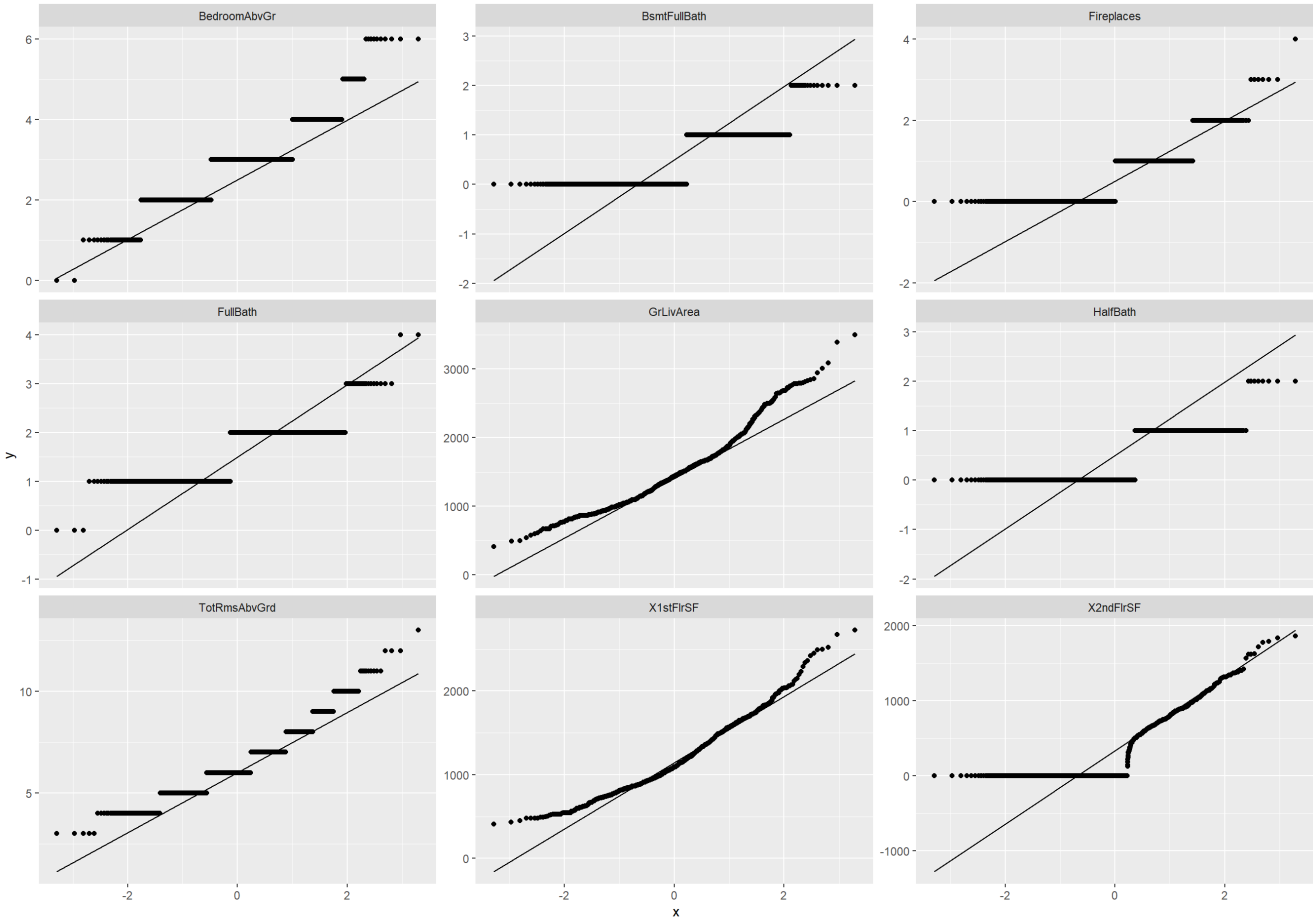 BedroomAbvGr
BsmtFullBath
Fireplaces
6
4
2
0
3
2
1
0
-1
-2
4
2
0
-2
FullBath
GrLivArea
HalfBath
4
3
2
1
0
-1
3000
2000
1000
0
3
2
1
0
-1
-2
TotRmsAbvGrd
X1stFlrSF
X2ndFlrSF
10
5
2000
1000
0
2000
1000
0
-1000
-2 0 2
-2 0 2
-2 0 2
y
x